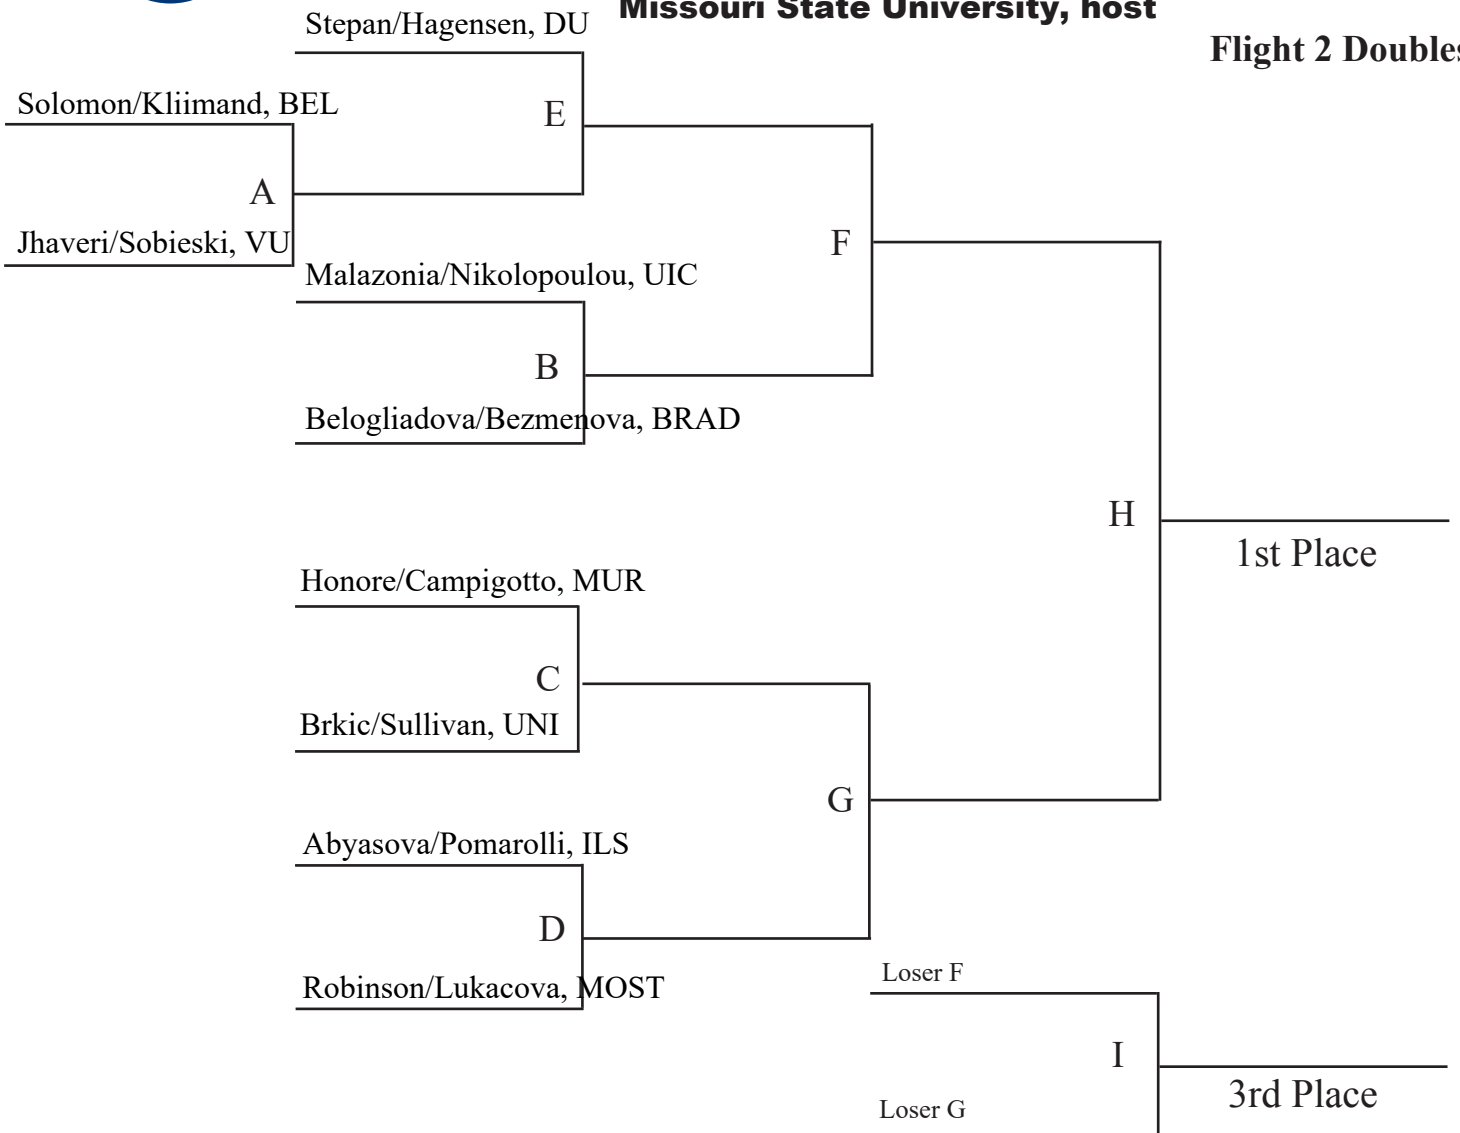 Missouri State University, host
Flight 2 Doubles
Stepan/Hagensen, DU
Solomon/Kliimand, BEL
E
A
Jhaveri/Sobieski, VU
F
Malazonia/Nikolopoulou, UIC
B
Belogliadova/Bezmenova, BRAD
H
1st Place
Honore/Campigotto, MUR
C
Brkic/Sullivan, UNI
G
Abyasova/Pomarolli, ILS
D
Robinson/Lukacova, MOST
Loser F
I
3rd Place
Loser G